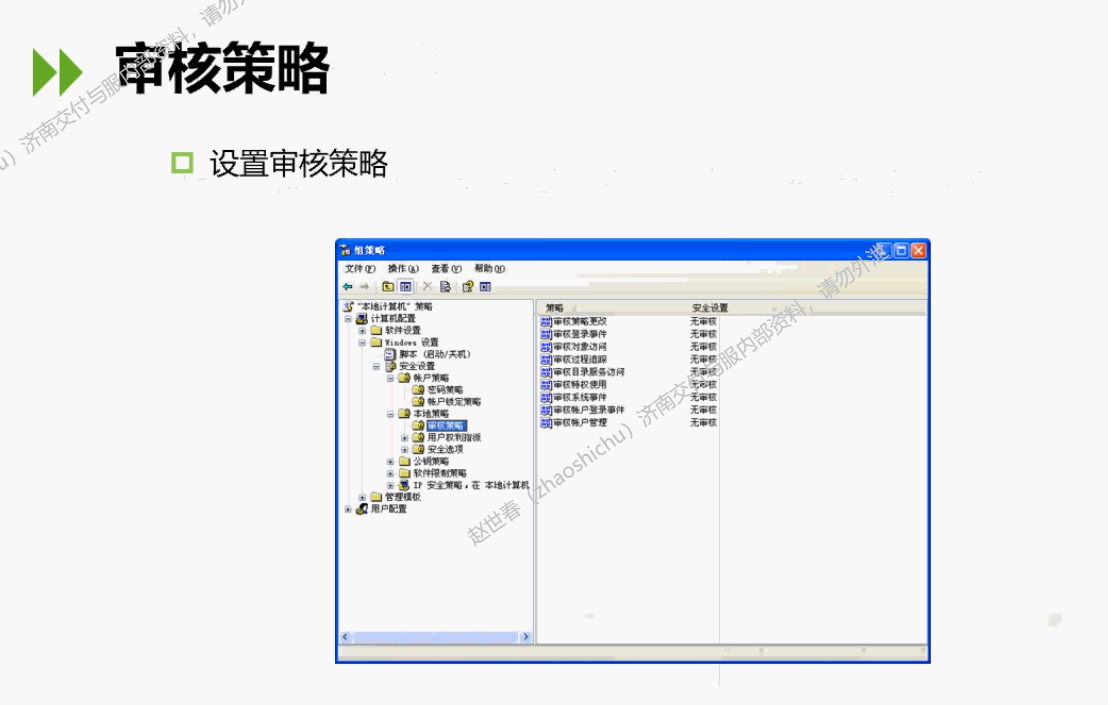 审核策略
设置审核策略
组策略
文件(F) 操作(A) 查看(V) 帮助(H)
"本地计算机" 策略
计算机配置
软件设置
Windows 设置
脚本 (启动/关机)
安全设置
帐户策略
密码策略
帐户锁定策略
本地策略
审核策略
用户权利指派
安全选项
公钥策略
软件限制策略
IP 安全策略，在 本地计算机
管理模板
用户配置
策略 安全设置
审核策略更改 无审核
审核登录事件 无审核
审核对象访问 无审核
审核过程追踪 无审核
审核目录服务访问 无审核
审核特权使用 无审核
审核系统事件 无审核
审核帐户登录事件 无审核
审核帐户管理 无审核
u）济南交付与服内部资料，请勿
赵世春（zhaoshichu）济南交付与服内部资料，请勿外泄